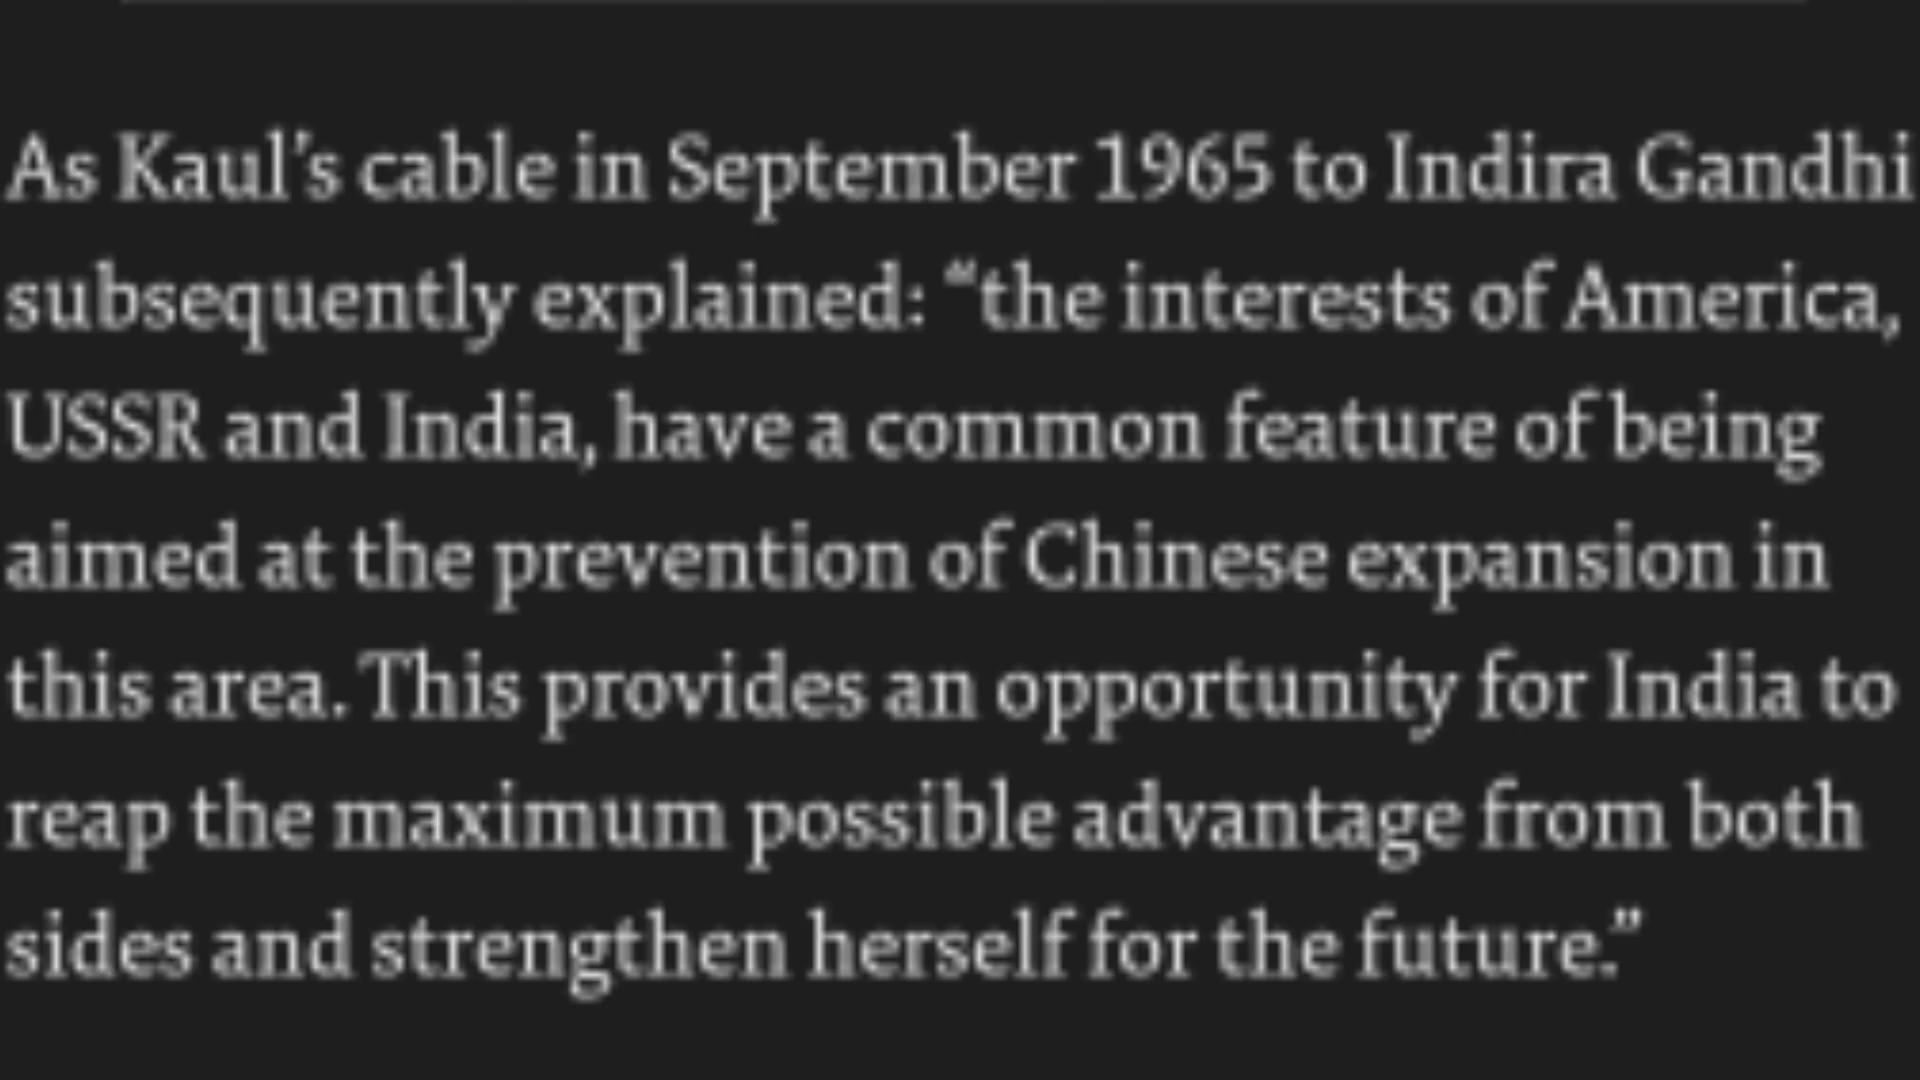 As Kaul’s cable in September 1965 to Indira Gandhi
subsequently explained: “the interests of America,
USSR and India, have a common feature of being
aimed at the prevention of Chinese expansion in
this area. This provides an opportunity for India to
reap the maximum possible advantage from both
sides and strengthen herself for the future.”